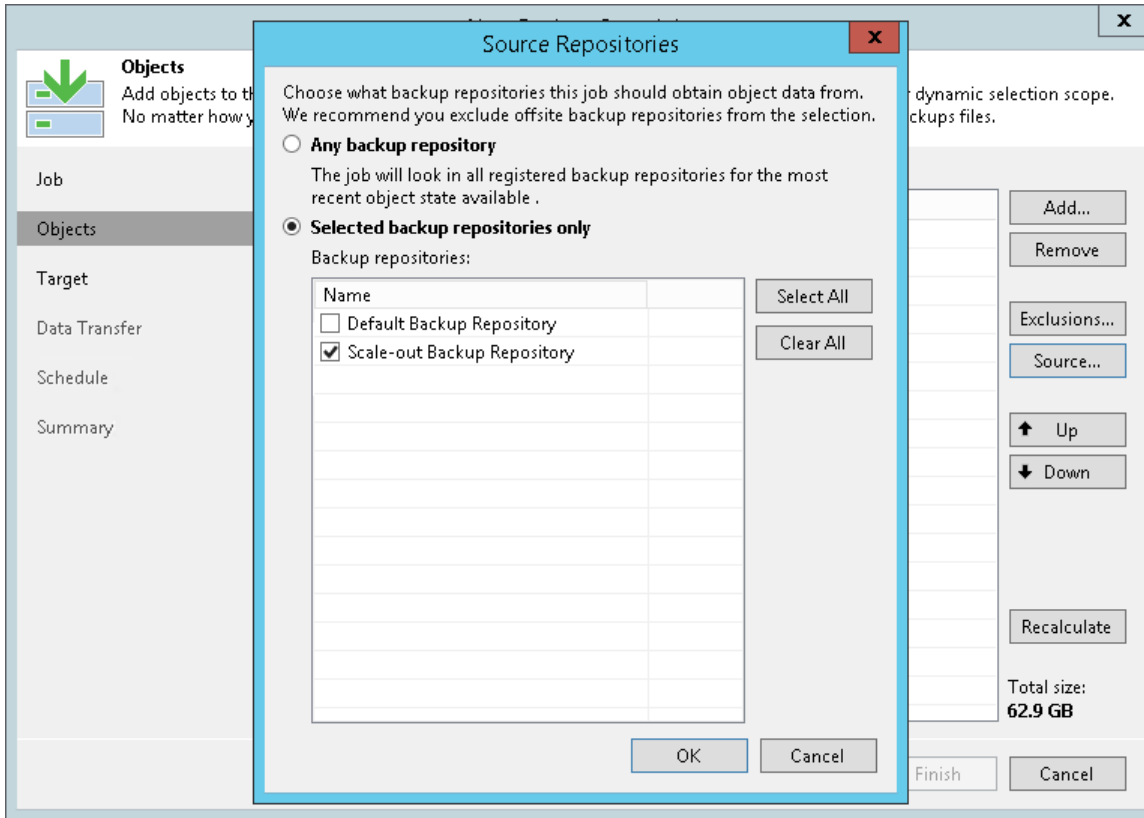 x
Source Repositories
x
Objects
Add objects to th
dynamic selection scope.
No matter how y
ckups files.
Choose what backup repositories this job should obtain object data from.
We recommend you exclude offsite backup repositories from the selection.
Any backup repository
The job will look in all registered backup repositories for the most
recent object state available .
Selected backup repositories only
Backup repositories:
Name
Default Backup Repository
Scale-out Backup Repository
Select All
Clear All
Job
Objects
Target
Data Transfer
Schedule
Summary
Add...
Remove
Exclusions...
Source...
Up
Down
Recalculate
Total size:
62.9 GB
OK
Cancel
Finish
Cancel